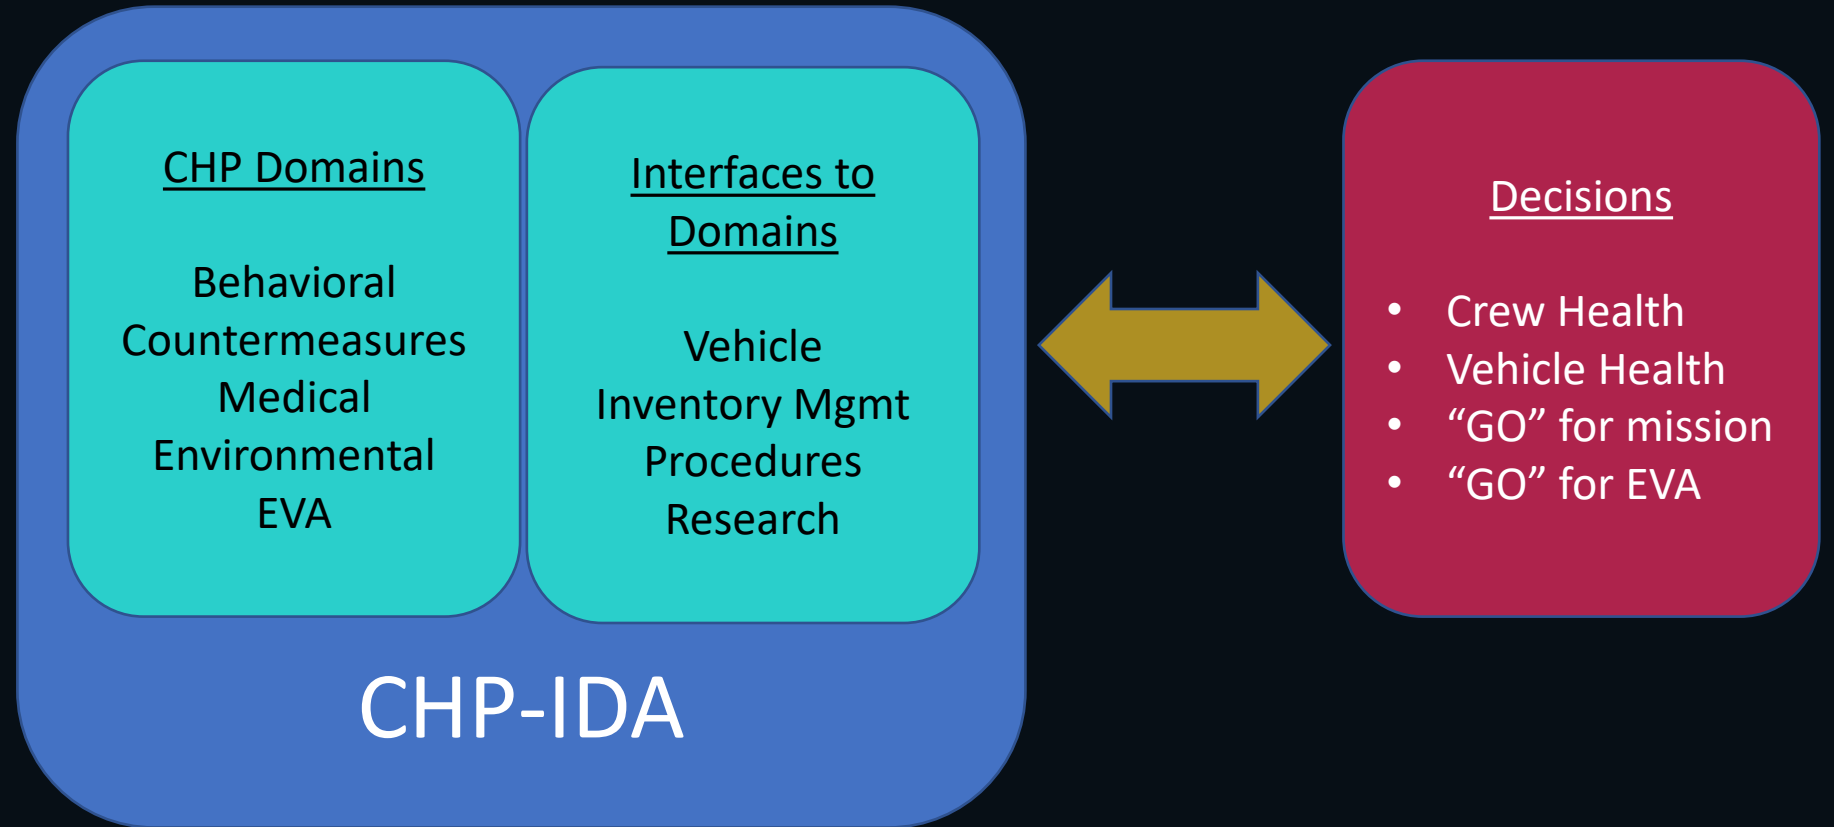 CHP Domains
Behavioral
Countermeasures
Medical
Environmental
EVA
Interfaces to
Domains
Vehicle
Inventory Mgmt
Procedures
Research
CHP-IDA
Decisions
• Crew Health
• Vehicle Health
• “GO” for mission
• “GO” for EVA